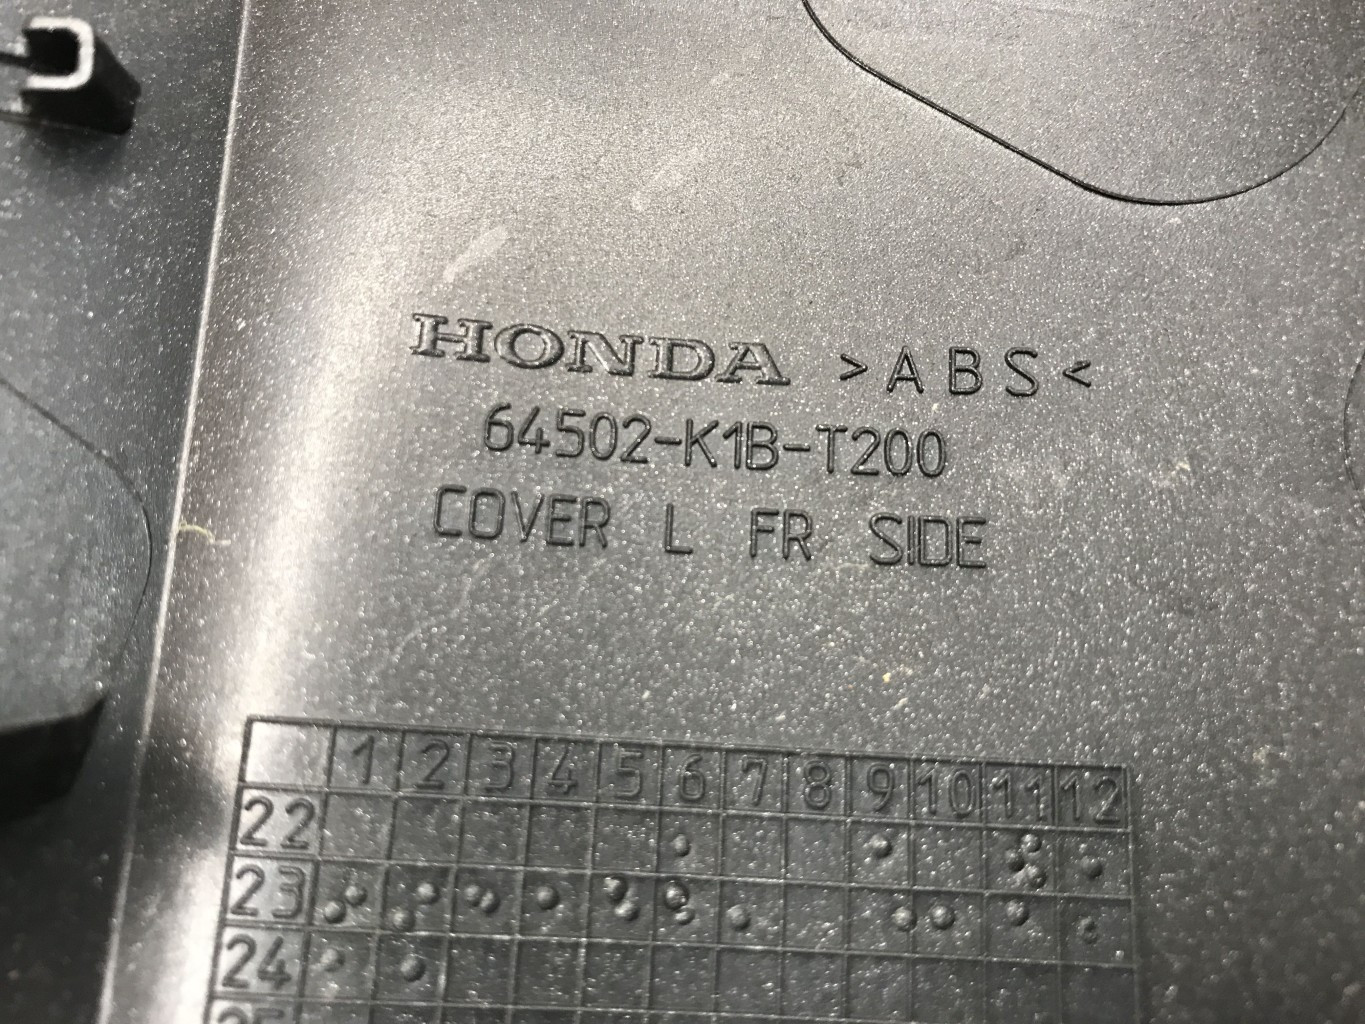 HONDA >ABS<
64502-K1B-T200
COVER L FR SIDE
1 2 3 4 5 6 7 8 9 10 11 12
22
23
24
25